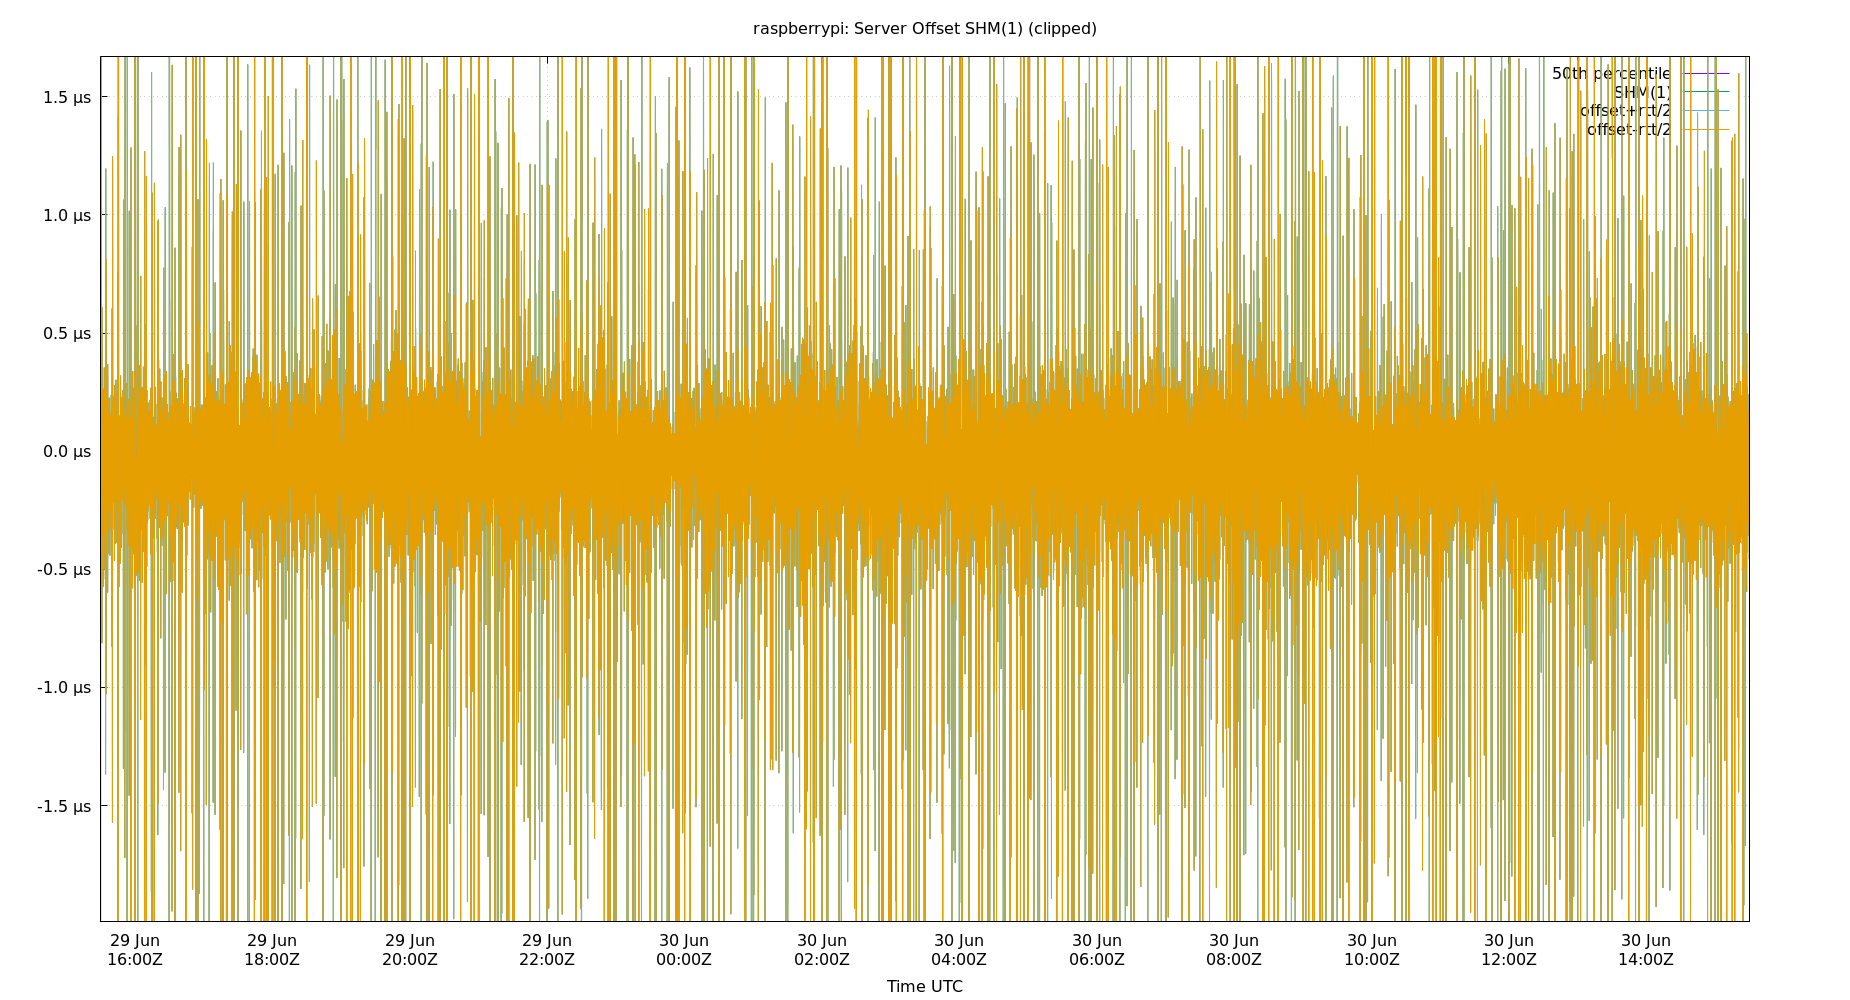 raspberrypi: Server Offset SHM(1) (clipped)
50th percentile
SHM(1)
offset+rtt/2
offset-rtt/2
1.5 µs
1.0 µs
0.5 µs
0.0 µs
-0.5 µs
-1.0 µs
-1.5 µs
29 Jun 29 Jun 29 Jun 29 Jun 30 Jun 30 Jun 30 Jun 30 Jun 30 Jun 30 Jun 30 Jun 30 Jun
16:00Z 18:00Z 20:00Z 22:00Z 00:00Z 02:00Z 04:00Z 06:00Z 08:00Z 10:00Z 12:00Z 14:00Z
Time UTC